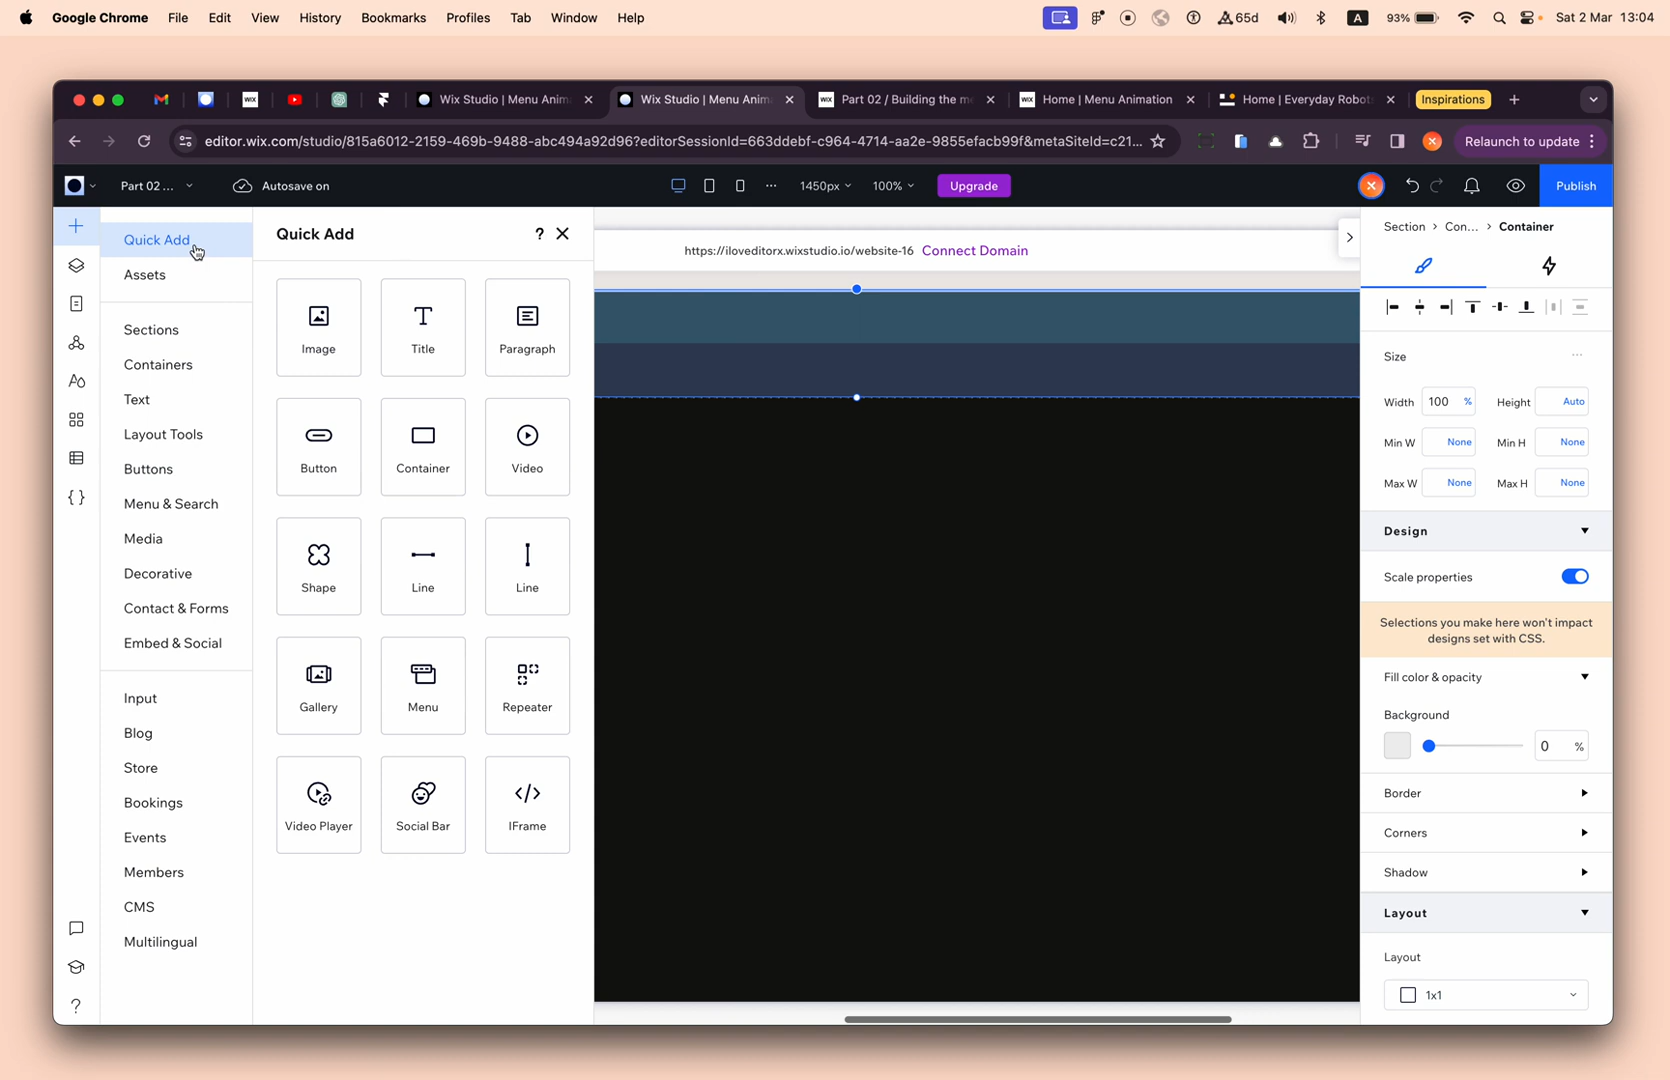 Google Chrome File Edit View History Bookmarks Profiles Tab Window Help
65d A 93% Sat 2 Mar 13:04
WIX Wix Studio | Menu Anim Wix Studio | Menu Anim WIX Part 02 / Building the m WIX Home | Menu Animation Home | Everyday Robot Inspirations
editor.wix.com/studio/815a6012-2159-469b-9488-abc494a92d96?editorSessionId=663ddebf-c964-4714-aa2e-9855efacb99f&metaSiteId=c21... Relaunch to update
Part 02 ... Autosave on 1450px 100% Upgrade Publish
Quick Add
Assets
Sections
Containers
Text
Layout Tools
Buttons
Menu & Search
Media
Decorative
Contact & Forms
Embed & Social
Input
Blog
Store
Bookings
Events
Members
CMS
Multilingual
Quick Add ?
Image Title Paragraph
Button Container Video
Shape Line Line
Gallery Menu Repeater
Video Player Social Bar IFrame
https://iloveeditorx.wixstudio.io/website-16 Connect Domain
Section > Con... > Container
Size
Width 100 % Height Auto
Min W None Min H None
Max W None Max H None
Design
Scale properties
Selections you make here won't impact
designs set with CSS.
Fill color & opacity
Background
0 %
Border
Corners
Shadow
Layout
Layout
1x1